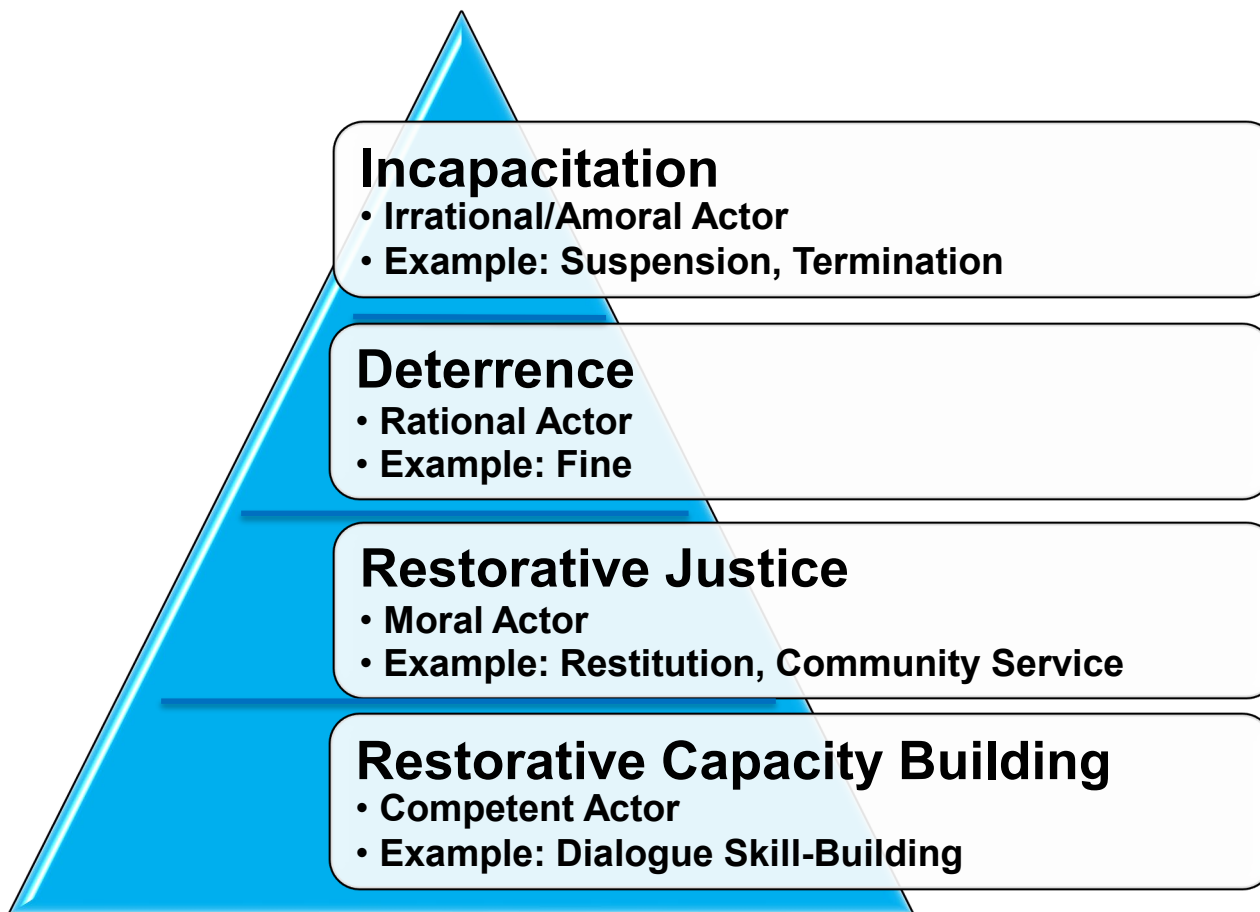 Incapacitation
• Irrational/Amoral Actor
• Example: Suspension, Termination
Deterrence
• Rational Actor
• Example: Fine
Restorative Justice
• Moral Actor
• Example: Restitution, Community Service
Restorative Capacity Building
• Competent Actor
• Example: Dialogue Skill-Building